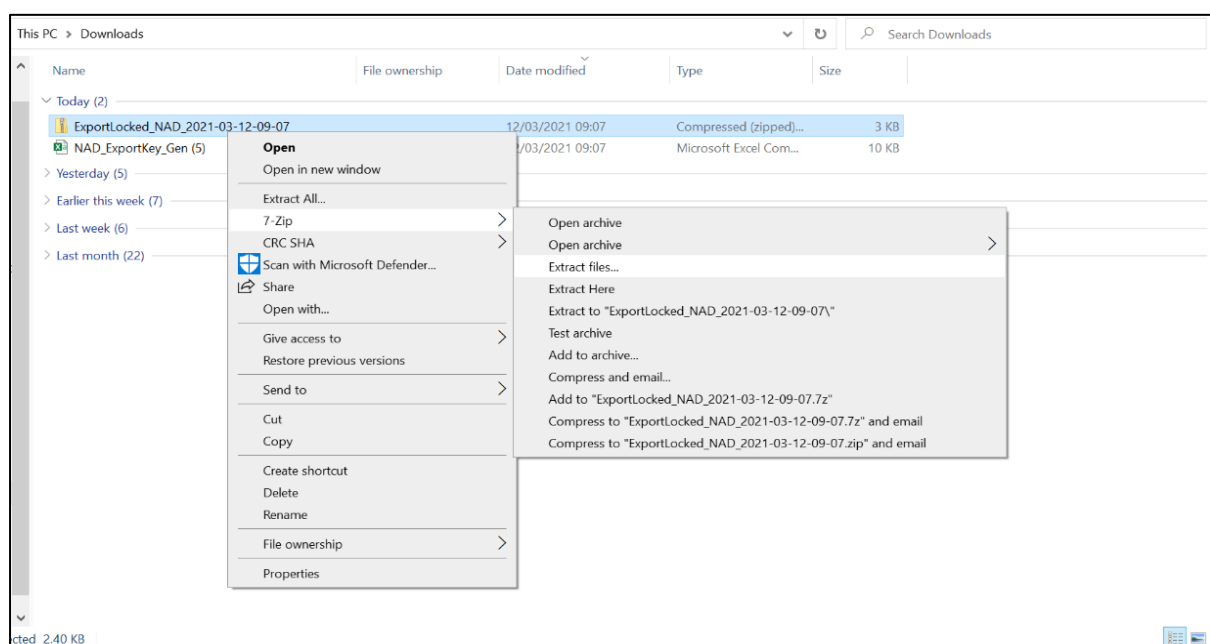 This PC > Downloads
Search Downloads
Name File ownership Date modified Type Size
Today (2)
ExportLocked_NAD_2021-03-12-09-07 12/03/2021 09:07 Compressed (zipped)... 3 KB
NAD_ExportKey_Gen (5) /03/2021 09:07 Microsoft Excel Com... 10 KB
Yesterday (5)
Earlier this week (7)
Last week (6)
Last month (22)
Open
Open in new window
Extract All...
7-Zip
CRC SHA
Scan with Microsoft Defender...
Share
Open with...
Give access to
Restore previous versions
Send to
Cut
Copy
Create shortcut
Delete
Rename
File ownership
Properties
Open archive
Open archive
Extract files...
Extract Here
Extract to "ExportLocked_NAD_2021-03-12-09-07\"
Test archive
Add to archive...
Compress and email...
Add to "ExportLocked_NAD_2021-03-12-09-07.7z"
Compress to "ExportLocked_NAD_2021-03-12-09-07.7z" and email
Compress to "ExportLocked_NAD_2021-03-12-09-07.zip" and email
cted 2.40 KB